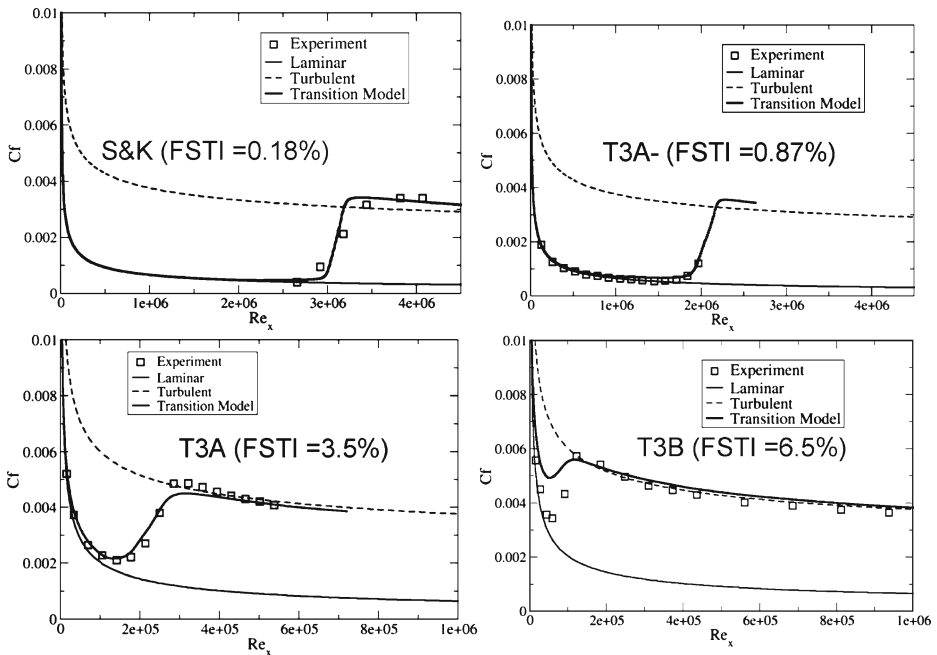 0.01
0.008
0.006
0.004
0.002
0
Cf
Experiment
Laminar
Turbulent
Transition Model
S&K (FSTI =0.18%)
0
1e+06
2e+06
3e+06
4e+06
Re_x
0.01
0.008
0.006
0.004
0.002
0
Experiment
Laminar
Turbulent
Transition Model
T3A- (FSTI =0.87%)
0
1e+06
2e+06
3e+06
4e+06
Re_x
0.01
0.008
0.006
0.004
0.002
0
Cf
Experiment
Laminar
Turbulent
Transition Model
T3A (FSTI =3.5%)
0
2e+05
4e+05
6e+05
8e+05
1e+06
Re_x
0.01
0.008
0.006
0.004
0.002
0
Cf
Experiment
Laminar
Turbulent
Transition Model
T3B (FSTI =6.5%)
0
2e+05
4e+05
6e+05
8e+05
1e+06
Re_x